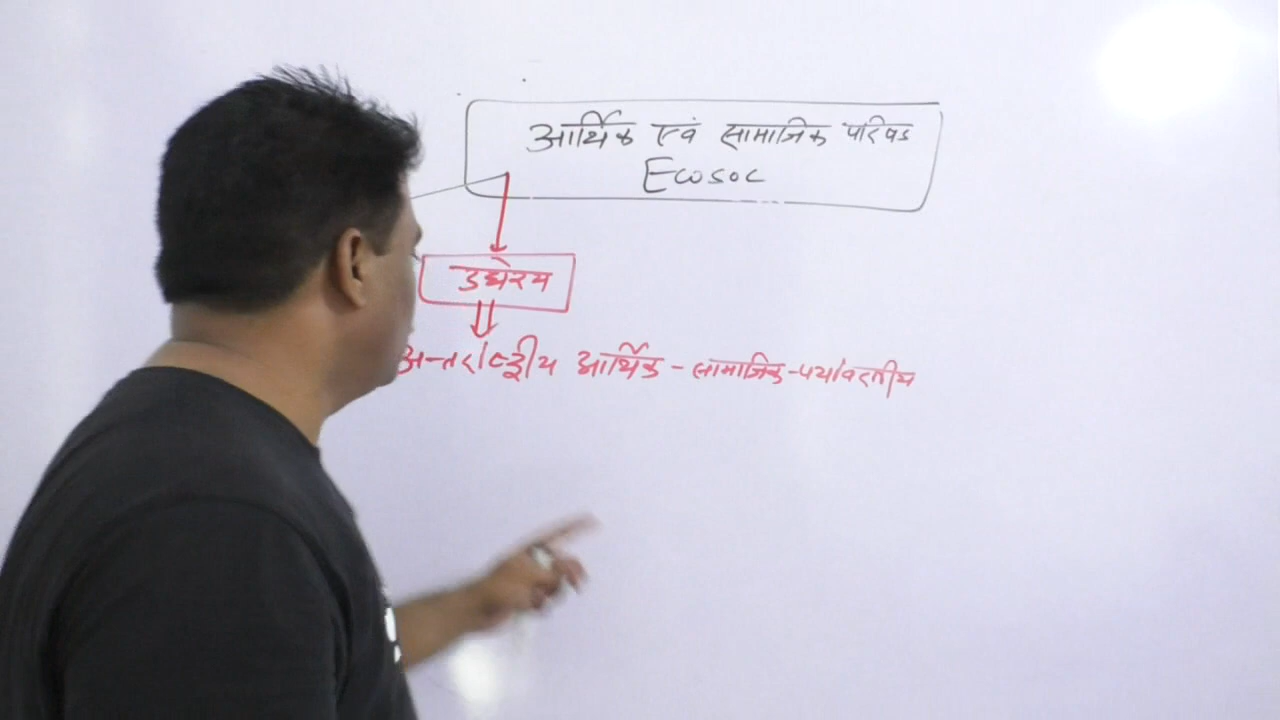 आर्थिक एवं सामाजिक परिषद
Ecosoc
उद्येश्य
अन्तर्राष्ट्रीय आर्थिक - सामाजिक - पर्यावरणीय